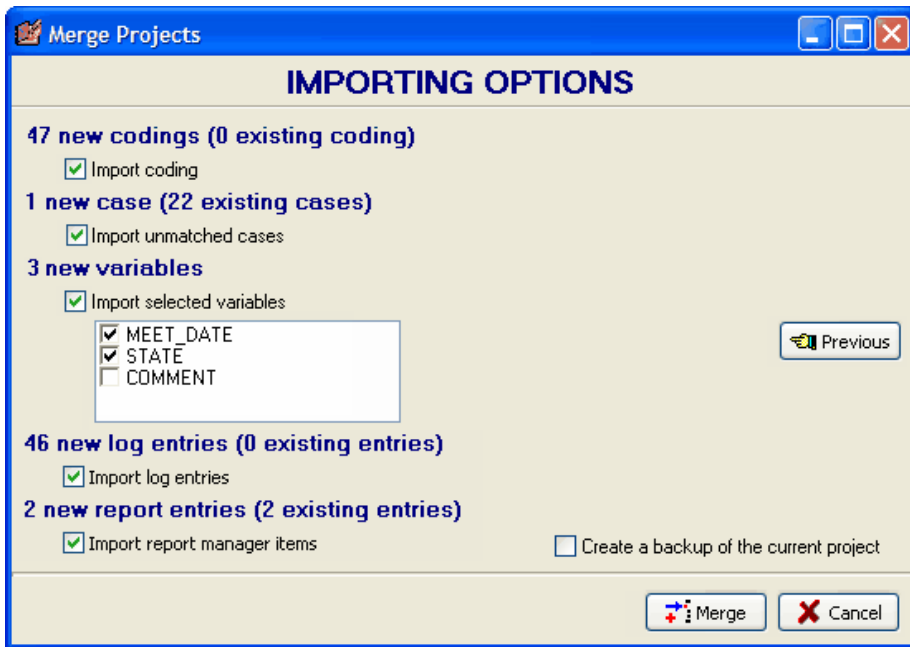 Merge Projects
IMPORTING OPTIONS
47 new codings (0 existing coding)
Import coding
1 new case (22 existing cases)
Import unmatched cases
3 new variables
Import selected variables
MEET_DATE
STATE
COMMENT
Previous
46 new log entries (0 existing entries)
Import log entries
2 new report entries (2 existing entries)
Import report manager items
Create a backup of the current project
Merge
Cancel